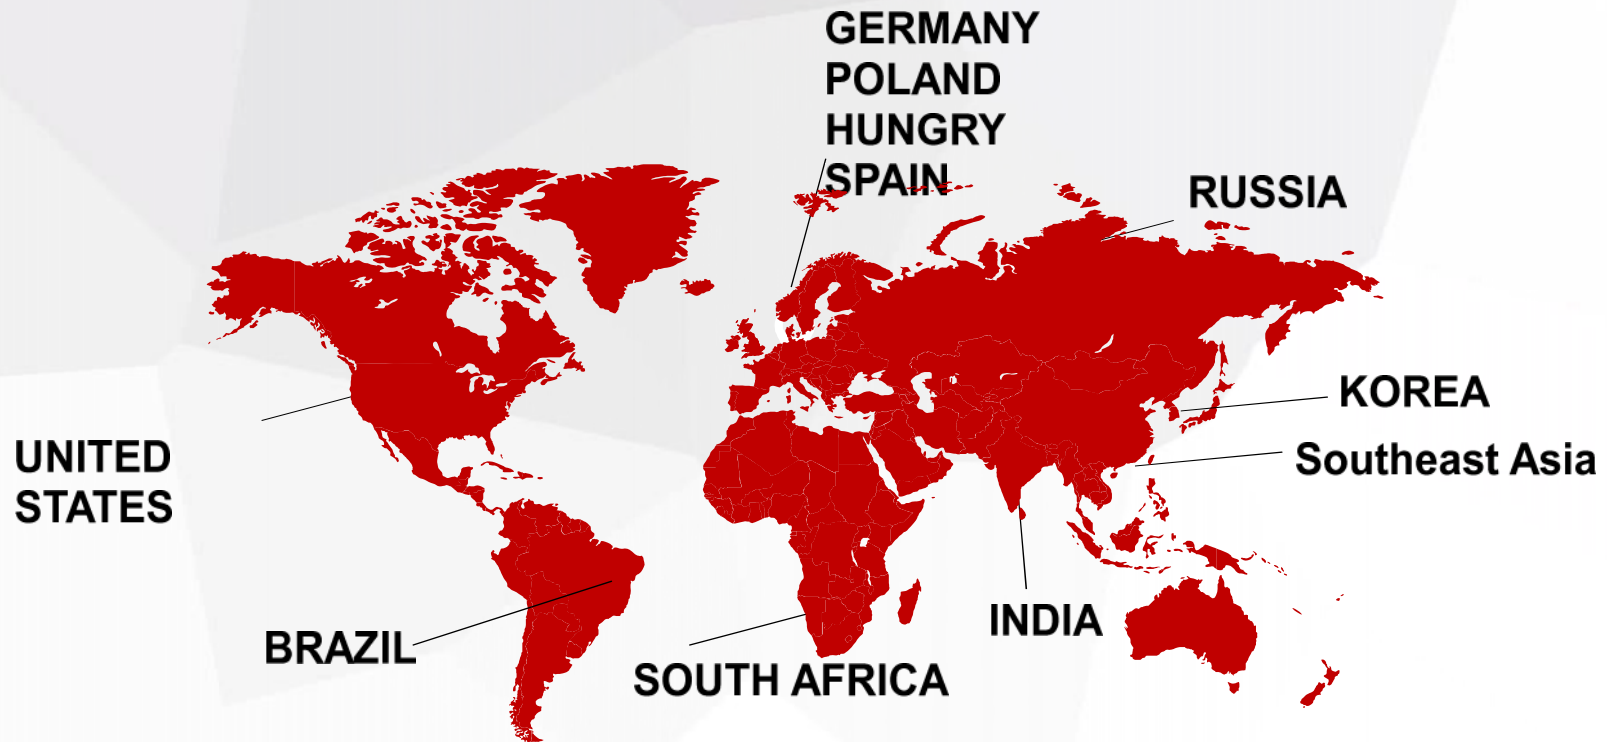 GERMANY
POLAND
HUNGRY
SPAIN
RUSSIA
KOREA
Southeast Asia
UNITED
STATES
INDIA
BRAZIL
SOUTH AFRICA